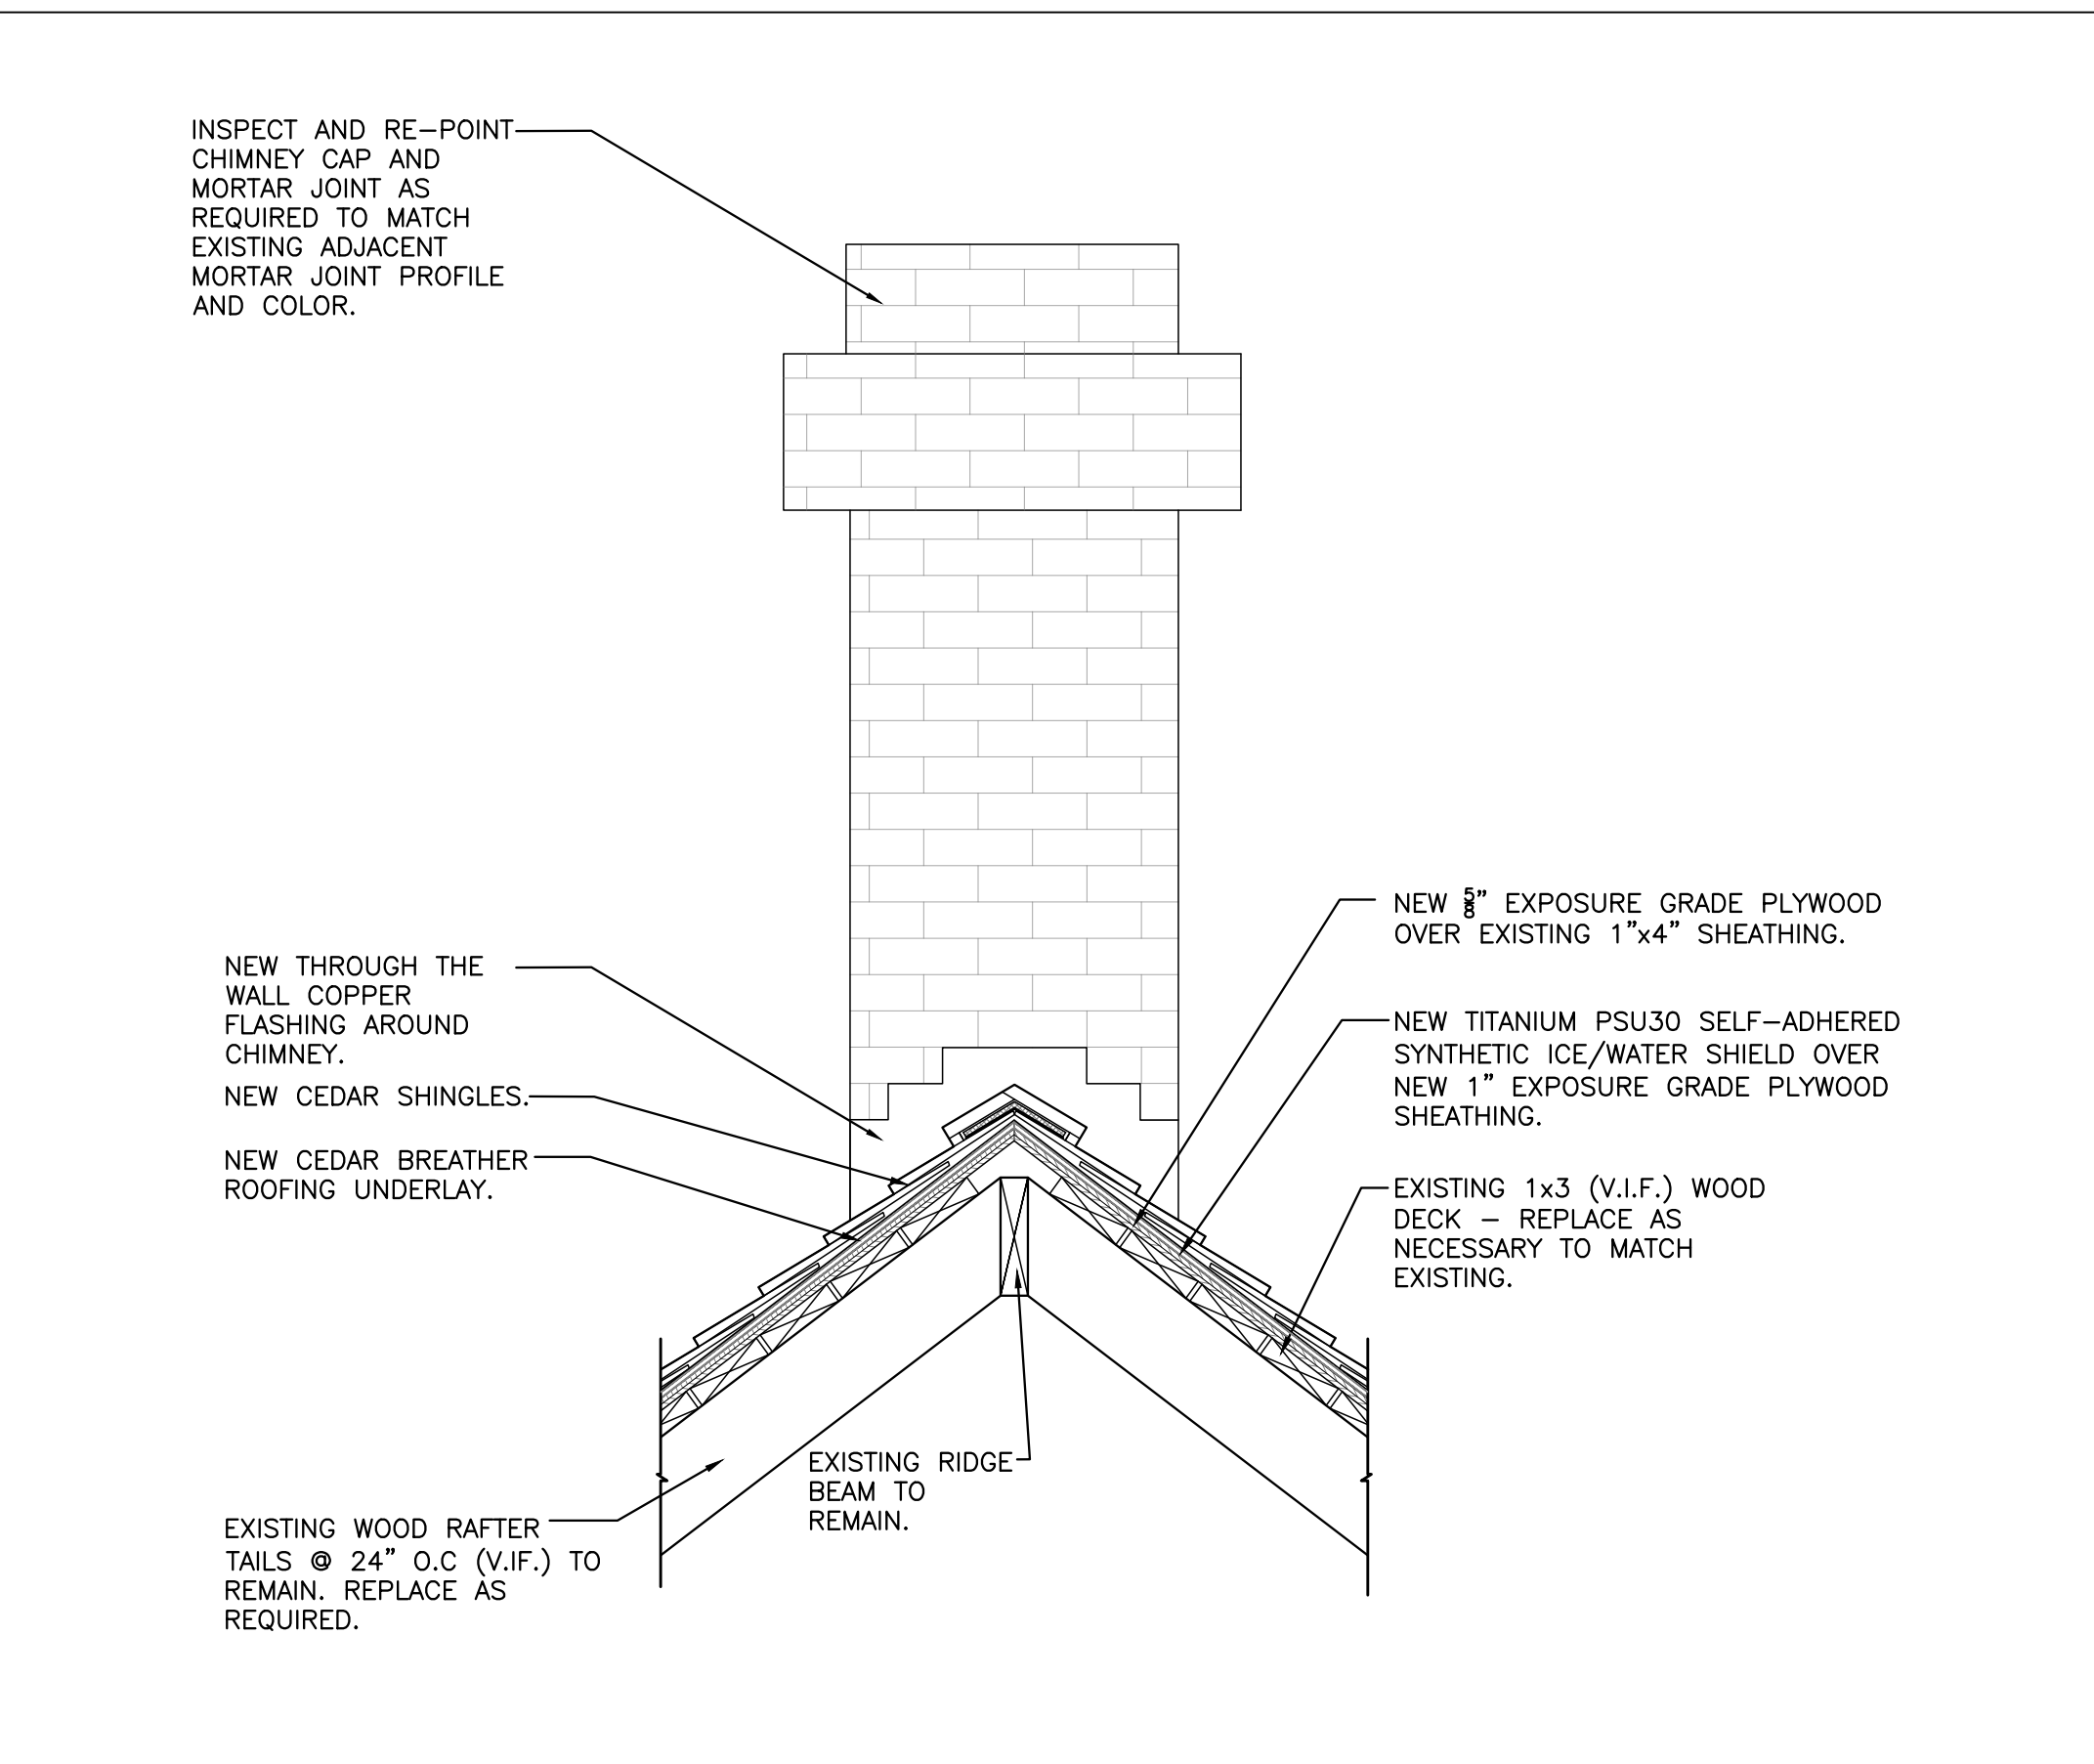 INSPECT AND RE-POINT
CHIMNEY CAP AND
MORTAR JOINT AS
REQUIRED TO MATCH
EXISTING ADJACENT
MORTAR JOINT PROFILE
AND COLOR.
NEW THROUGH THE
WALL COPPER
FLASHING AROUND
CHIMNEY.
NEW CEDAR SHINGLES.
NEW CEDAR BREATHER
ROOFING UNDERLAY.
EXISTING WOOD RAFTER
TAILS @ 24" O.C (V.IF.) TO
REMAIN. REPLACE AS
REQUIRED.
EXISTING RIDGE
BEAM TO
REMAIN.
NEW 5/8" EXPOSURE GRADE PLYWOOD
OVER EXISTING 1"x4" SHEATHING.
NEW TITANIUM PSU30 SELF-ADHERED
SYNTHETIC ICE/WATER SHIELD OVER
NEW 1" EXPOSURE GRADE PLYWOOD
SHEATHING.
EXISTING 1x3 (V.I.F.) WOOD
DECK - REPLACE AS
NECESSARY TO MATCH
EXISTING.